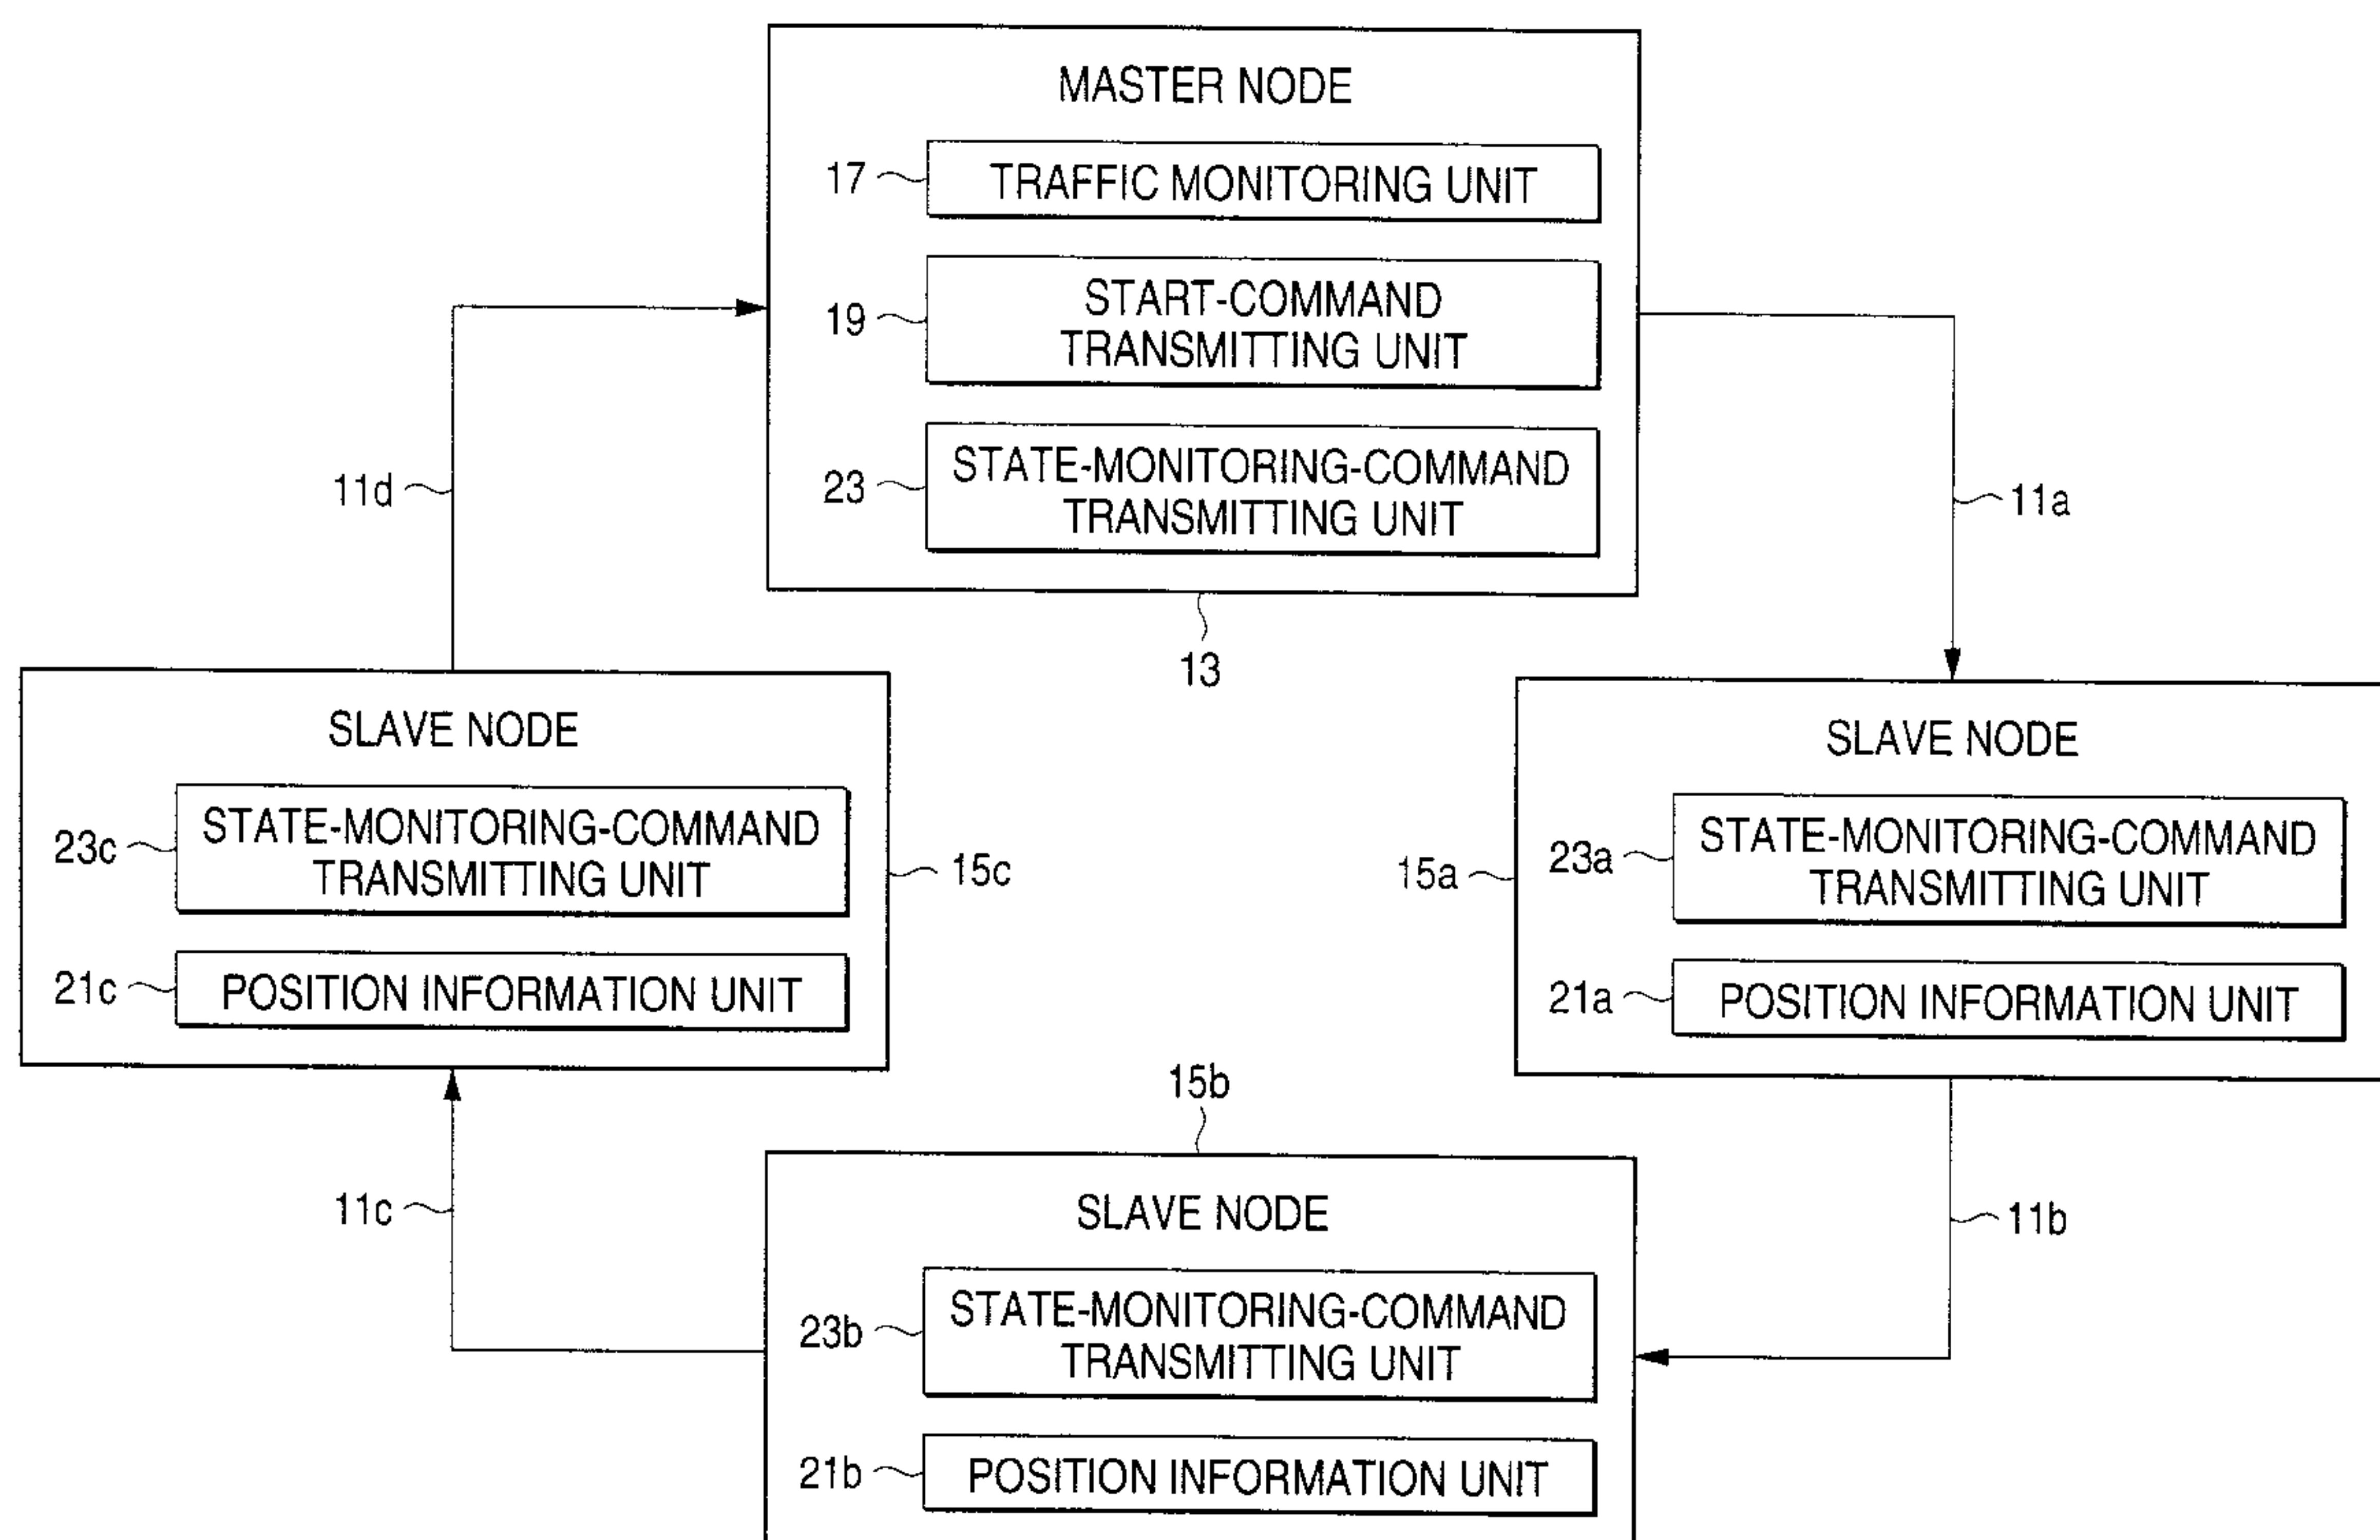 MASTER NODE
17
TRAFFIC MONITORING UNIT
19
START-COMMAND
TRANSMITTING UNIT
23
STATE-MONITORING-COMMAND
TRANSMITTING UNIT
11d
11a
13
SLAVE NODE
23c
STATE-MONITORING-COMMAND
TRANSMITTING UNIT
15c
21c
POSITION INFORMATION UNIT
SLAVE NODE
15a
23a
STATE-MONITORING-COMMAND
TRANSMITTING UNIT
21a
POSITION INFORMATION UNIT
15b
11c
11b
SLAVE NODE
23b
STATE-MONITORING-COMMAND
TRANSMITTING UNIT
21b
POSITION INFORMATION UNIT